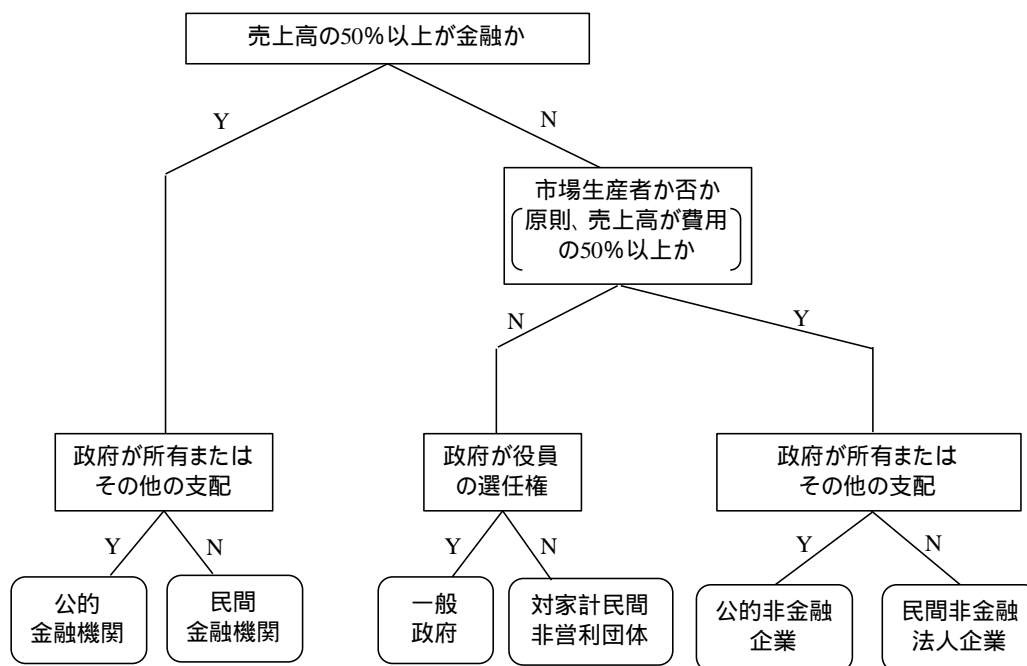 売上高の50%以上が金融か
Y
N
市場生産者か否か
原則、売上高が費用
の50%以上か
N
Y
政府が所有または
その他の支配
政府が役員
の選任権
政府が所有または
その他の支配
Y
N
Y
N
Y
N
公的
金融機関
民間
金融機関
一般
政府
対家計民間
非営利団体
公的非金融
企業
民間非金融
法人企業